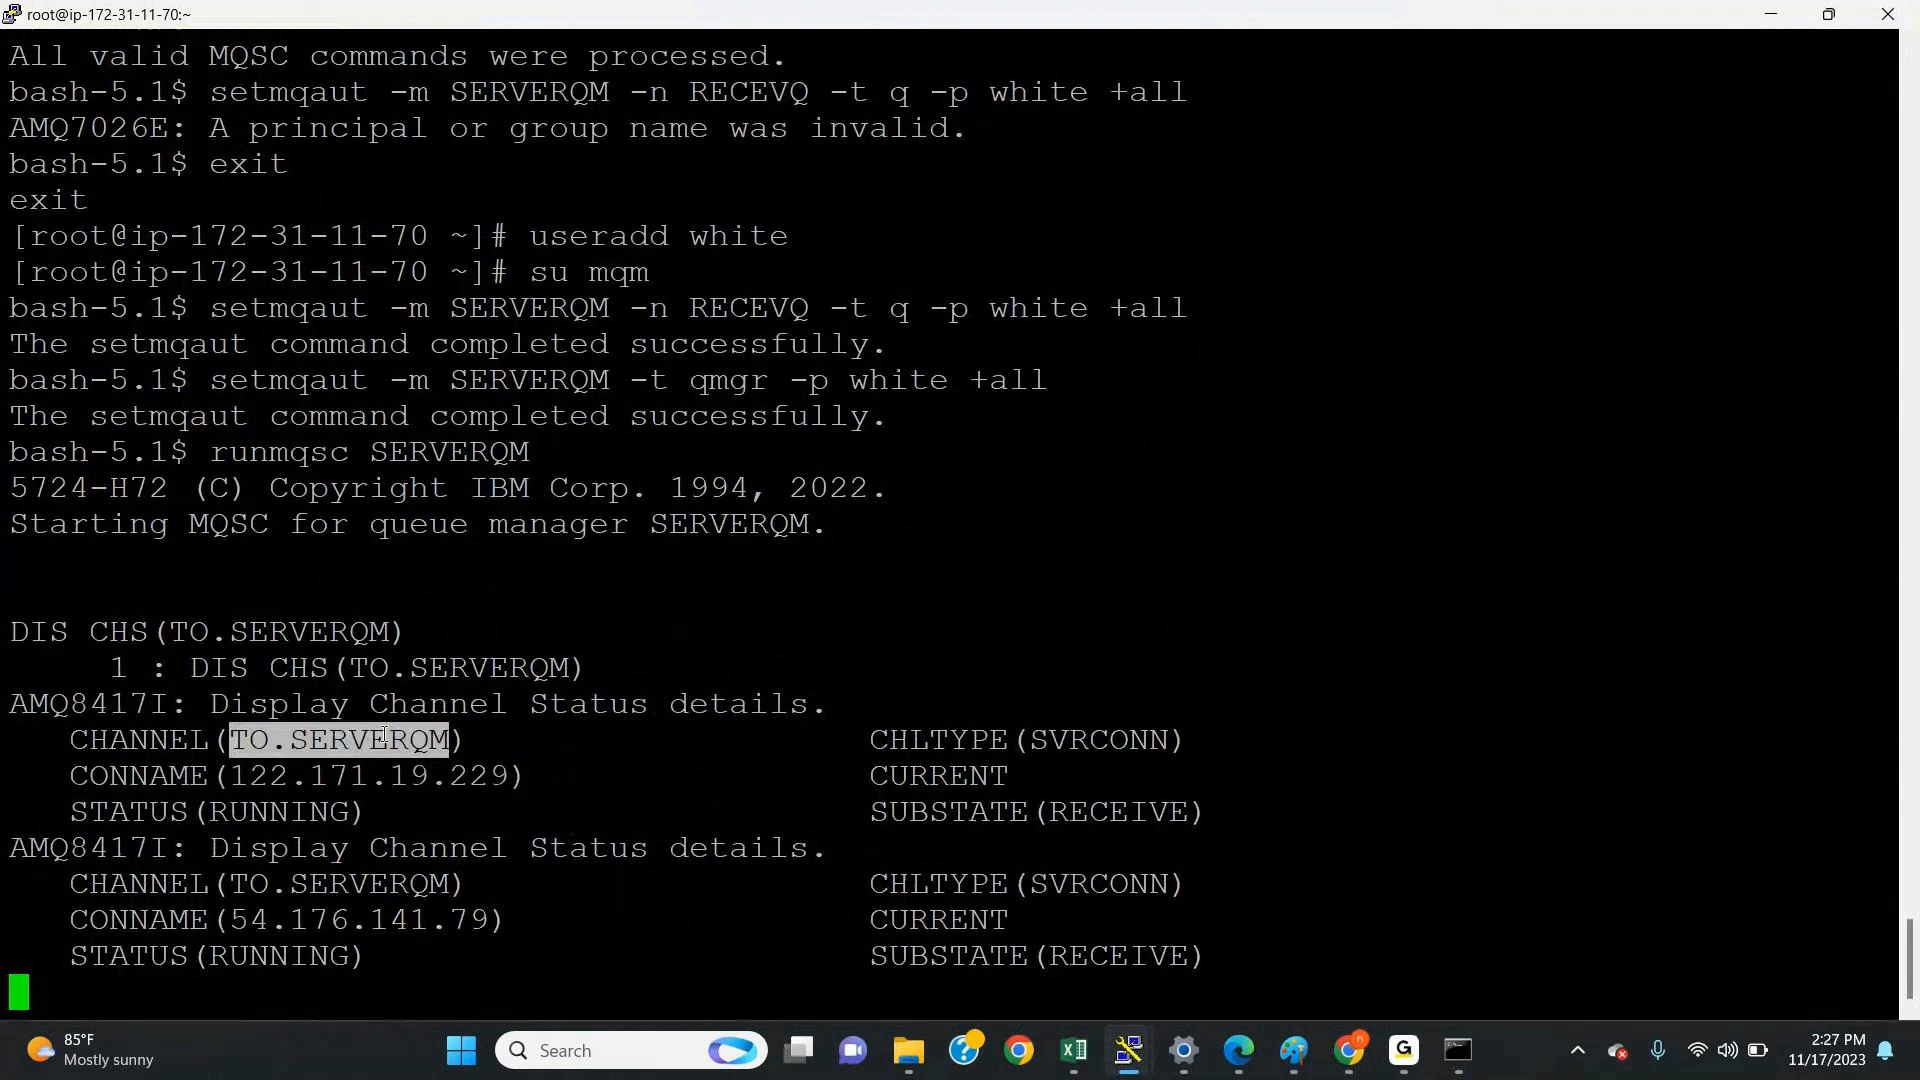 root@ip-172-31-11-70:~
All valid MQSC commands were processed.
bash-5.1$ setmqaut -m SERVERQM -n RECEVQ -t q -p white +all
AMQ7026E: A principal or group name was invalid.
bash-5.1$ exit
exit
[root@ip-172-31-11-70 ~]# useradd white
[root@ip-172-31-11-70 ~]# su mqm
bash-5.1$ setmqaut -m SERVERQM -n RECEVQ -t q -p white +all
The setmqaut command completed successfully.
bash-5.1$ setmqaut -m SERVERQM -t qmgr -p white +all
The setmqaut command completed successfully.
bash-5.1$ runmqsc SERVERQM
5724-H72 (C) Copyright IBM Corp. 1994, 2022.
Starting MQSC for queue manager SERVERQM.
DIS CHS(TO.SERVERQM)
1 : DIS CHS(TO.SERVERQM)
AMQ8417I: Display Channel Status details.
CHANNEL(TO.SERVERQM) CHLTYPE(SVRCONN)
CONNAME(122.171.19.229) CURRENT
STATUS(RUNNING) SUBSTATE(RECEIVE)
AMQ8417I: Display Channel Status details.
CHANNEL(TO.SERVERQM) CHLTYPE(SVRCONN)
CONNAME(54.176.141.79) CURRENT
STATUS(RUNNING) SUBSTATE(RECEIVE)
85°F
Mostly sunny
Search
2:27 PM
11/17/2023